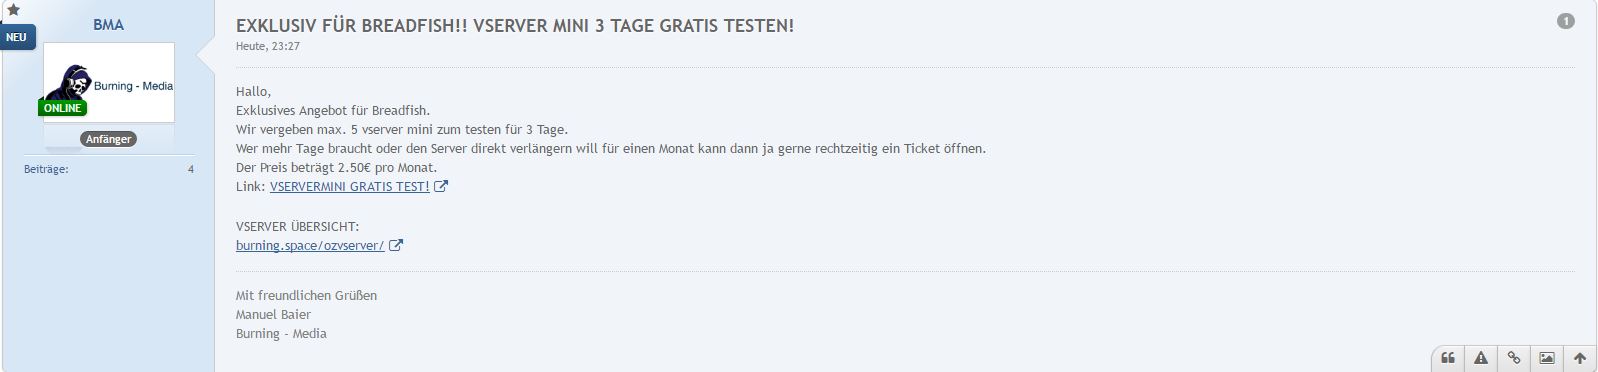 BMA
NEU
Burning - Media
ONLINE
Anfänger
Beiträge: 4
EXKLUSIV FÜR BREADFISH!! VSERVER MINI 3 TAGE GRATIS TESTEN!
1
Heute, 23:27
Hallo,
Exklusives Angebot für Breadfish.
Wir vergeben max. 5 vserver mini zum testen für 3 Tage.
Wer mehr Tage braucht oder den Server direkt verlängern will für einen Monat kann dann ja gerne rechtzeitig ein Ticket öffnen.
Der Preis beträgt 2.50€ pro Monat.
Link: VSERVERMINI GRATIS TEST!
VSERVER ÜBERSICHT:
burning.space/ozvserver/
Mit freundlichen Grüßen
Manuel Baier
Burning - Media